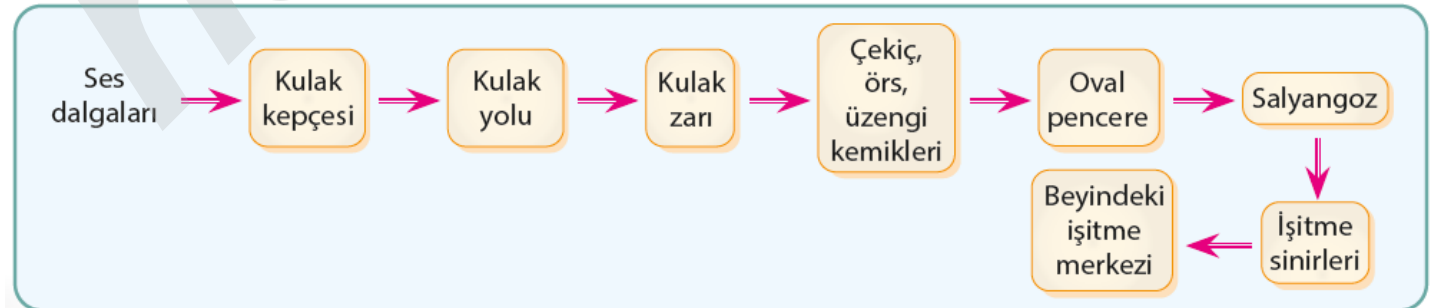 Ses
dalgaları
Kulak
kepçesi
Kulak
yolu
Kulak
zarı
Çekiç,
örs,
üzengi
kemikleri
Oval
pencere
Salyangoz
İşitme
sinirleri
Beyindeki
işitme
merkezi